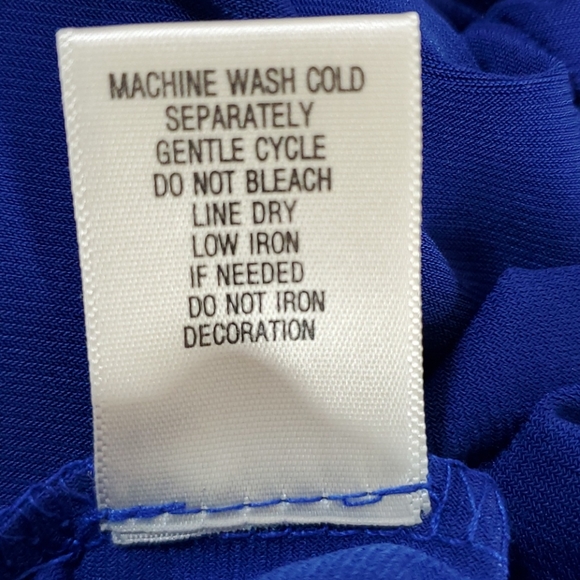 MACHINE WASH COLD
SEPARATELY
GENTLE CYCLE
DO NOT BLEACH
LINE DRY
LOW IRON
IF NEEDED
DO NOT IRON
DECORATION